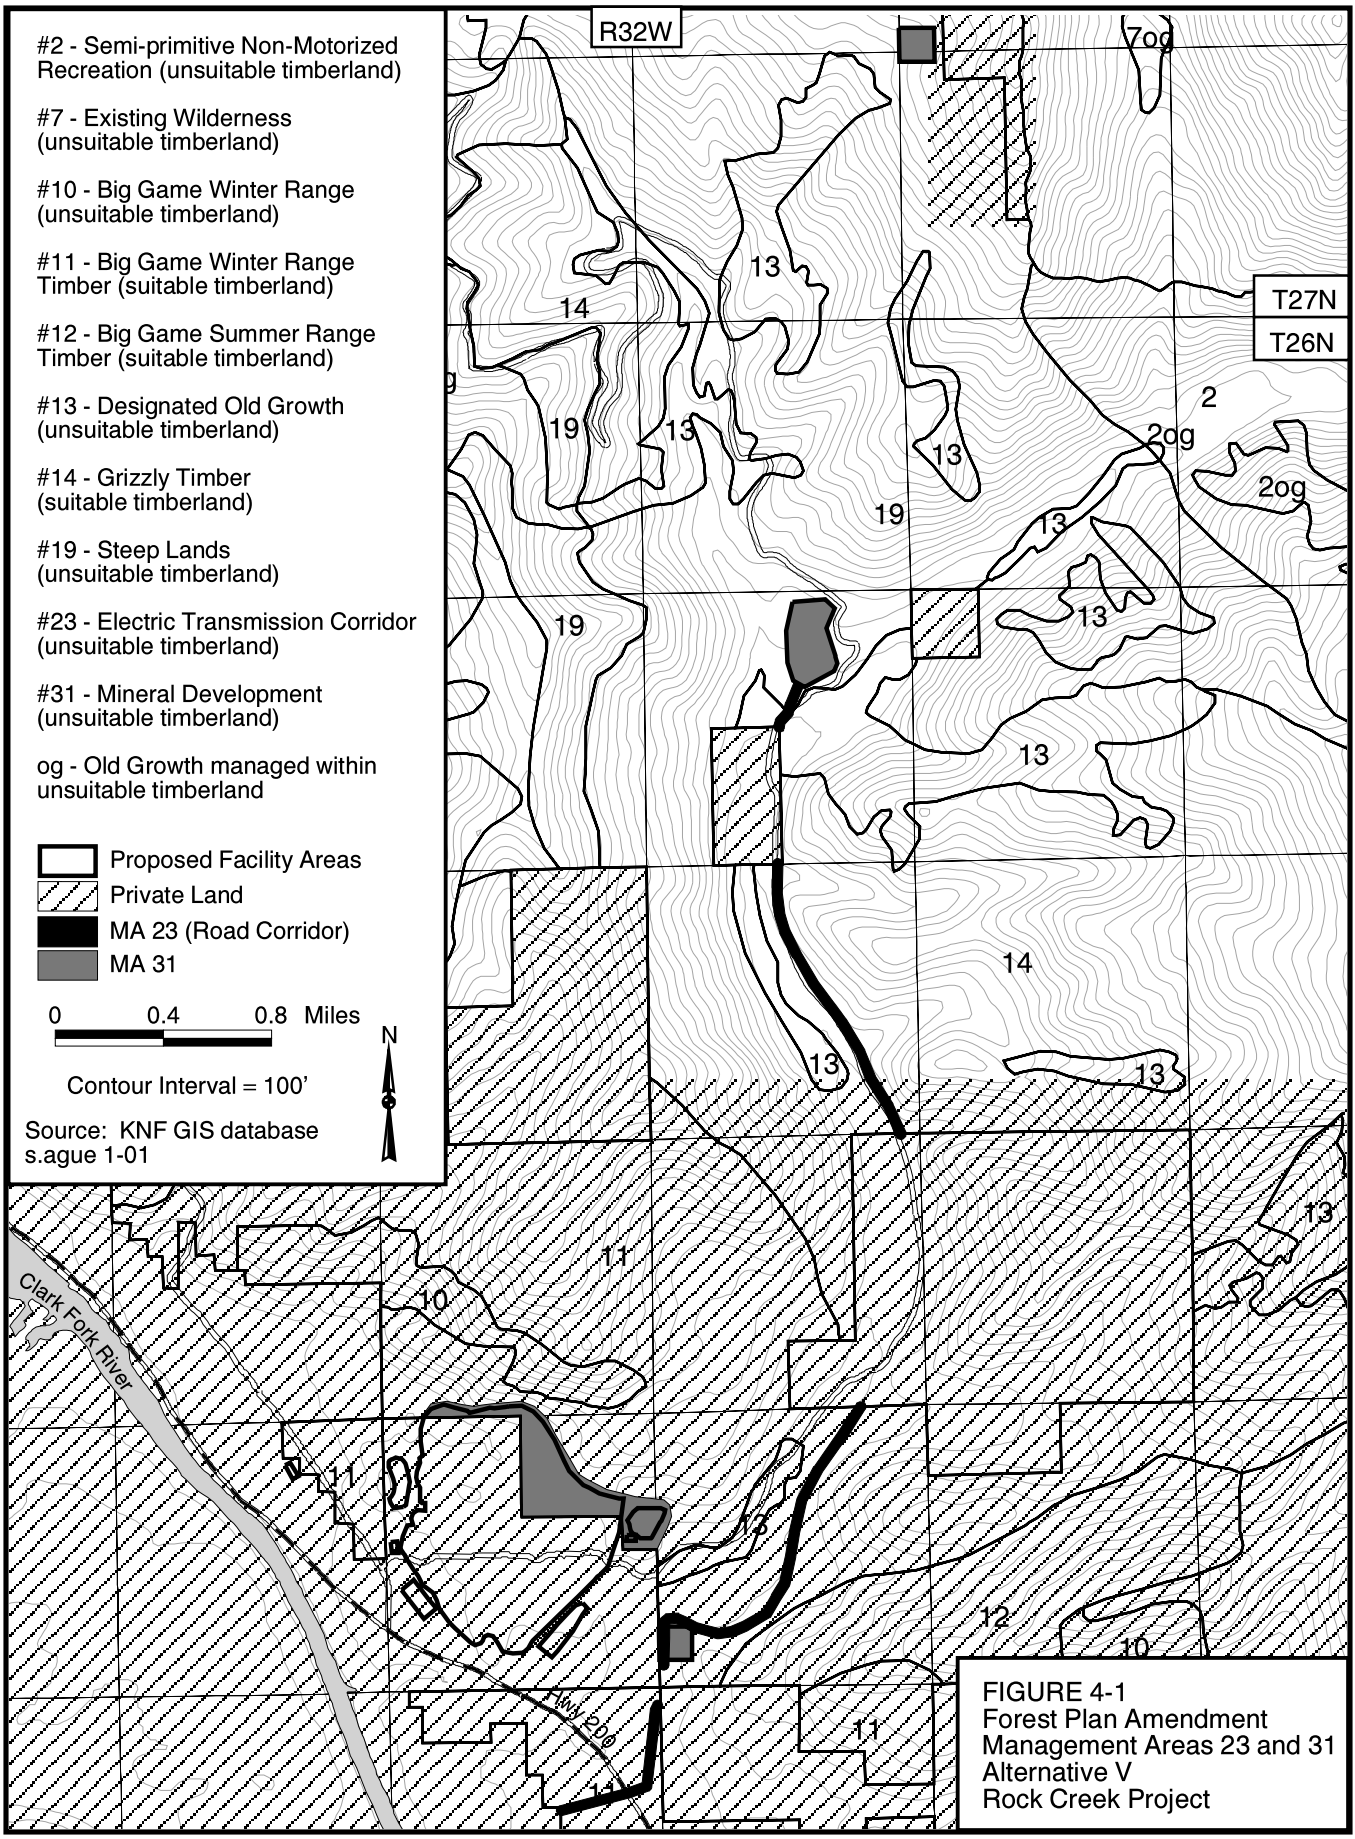 #2 - Semi-primitive Non-Motorized
Recreation (unsuitable timberland)
#7 - Existing Wilderness
(unsuitable timberland)
#10 - Big Game Winter Range
(unsuitable timberland)
#11 - Big Game Winter Range
Timber (suitable timberland)
#12 - Big Game Summer Range
Timber (suitable timberland)
#13 - Designated Old Growth
(unsuitable timberland)
#14 - Grizzly Timber
(suitable timberland)
#19 - Steep Lands
(unsuitable timberland)
#23 - Electric Transmission Corridor
(unsuitable timberland)
#31 - Mineral Development
(unsuitable timberland)
og - Old Growth managed within
unsuitable timberland
Proposed Facility Areas
Private Land
MA 23 (Road Corridor)
MA 31
0 0.4 0.8 Miles
N
Contour Interval = 100'
Source: KNF GIS database
s.ague 1-01
R32W
7og
13
T27N
14
T26N
g
2
19
13
2og
13
2og
19
13
19
13
13
14
13
13
13
11
Clark Fork River
10
11
13
12
10
Hwy 200
11
11
FIGURE 4-1
Forest Plan Amendment
Management Areas 23 and 31
Alternative V
Rock Creek Project